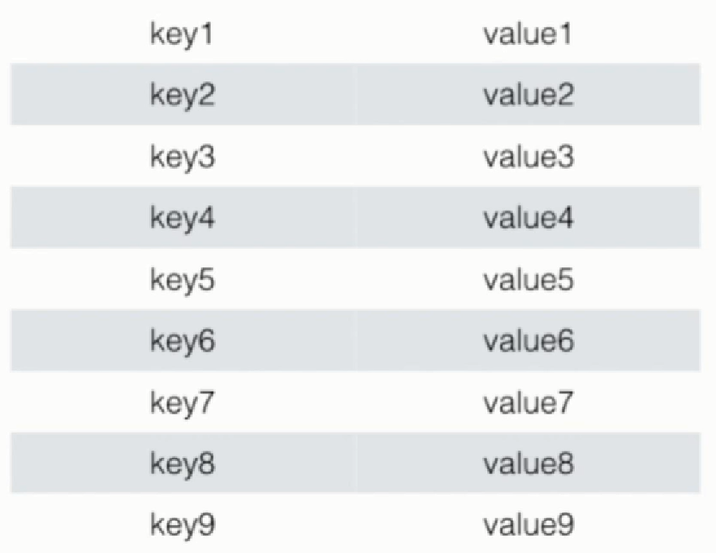 key1 value1
key2 value2
key3 value3
key4 value4
key5 value5
key6 value6
key7 value7
key8 value8
key9 value9